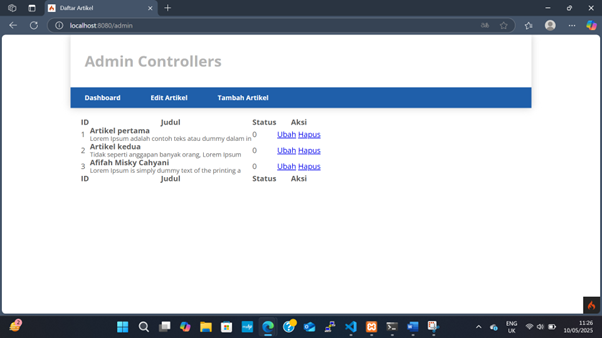 Daftar Artikel
localhost:8080/admin
Admin Controllers
Dashboard Edit Artikel Tambah Artikel
ID Judul Status Aksi
1 Artikel pertama 0 Ubah Hapus
Lorem Ipsum adalah contoh teks atau dummy dalam in
2 Artikel kedua 0 Ubah Hapus
Tidak seperti anggapan banyak orang, Lorem Ipsum
3 Afifah Misky Cahyani 0 Ubah Hapus
Lorem Ipsum is simply dummy text of the printing a
ID Judul Status Aksi
ENG
UK
11:26
10/05/2025